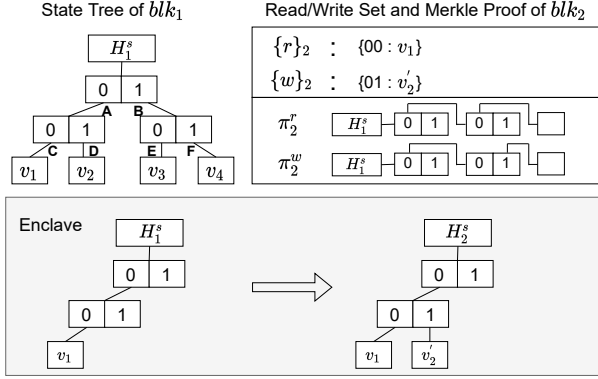 State Tree of blk₁
H₁ˢ
0 1
A B
0 1 0 1
C D E F
v₁ v₂ v₃ v₄
Read/Write Set and Merkle Proof of blk₂
{r}₂ : {00 : v₁}
{w}₂ : {01 : v₂′}
π₂ʳ H₁ˢ 0 1 0 1
π₂ʷ H₁ˢ 0 1 0 1
Enclave
H₁ˢ H₂ˢ
0 1 0 1
0 1 0 1
v₁ v₁ v₂′